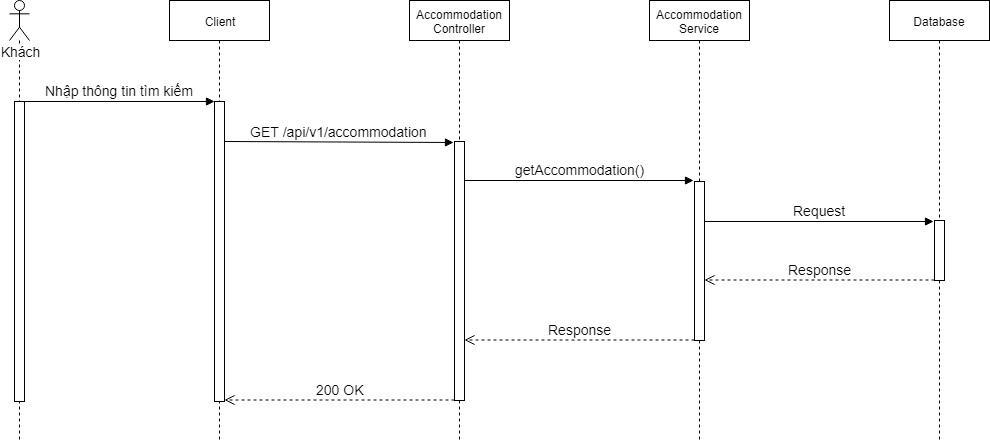 Khách
Client
Accommodation
Controller
Accommodation
Service
Database
Nhập thông tin tìm kiếm
GET /api/v1/accommodation
getAccommodation()
Request
Response
Response
200 OK